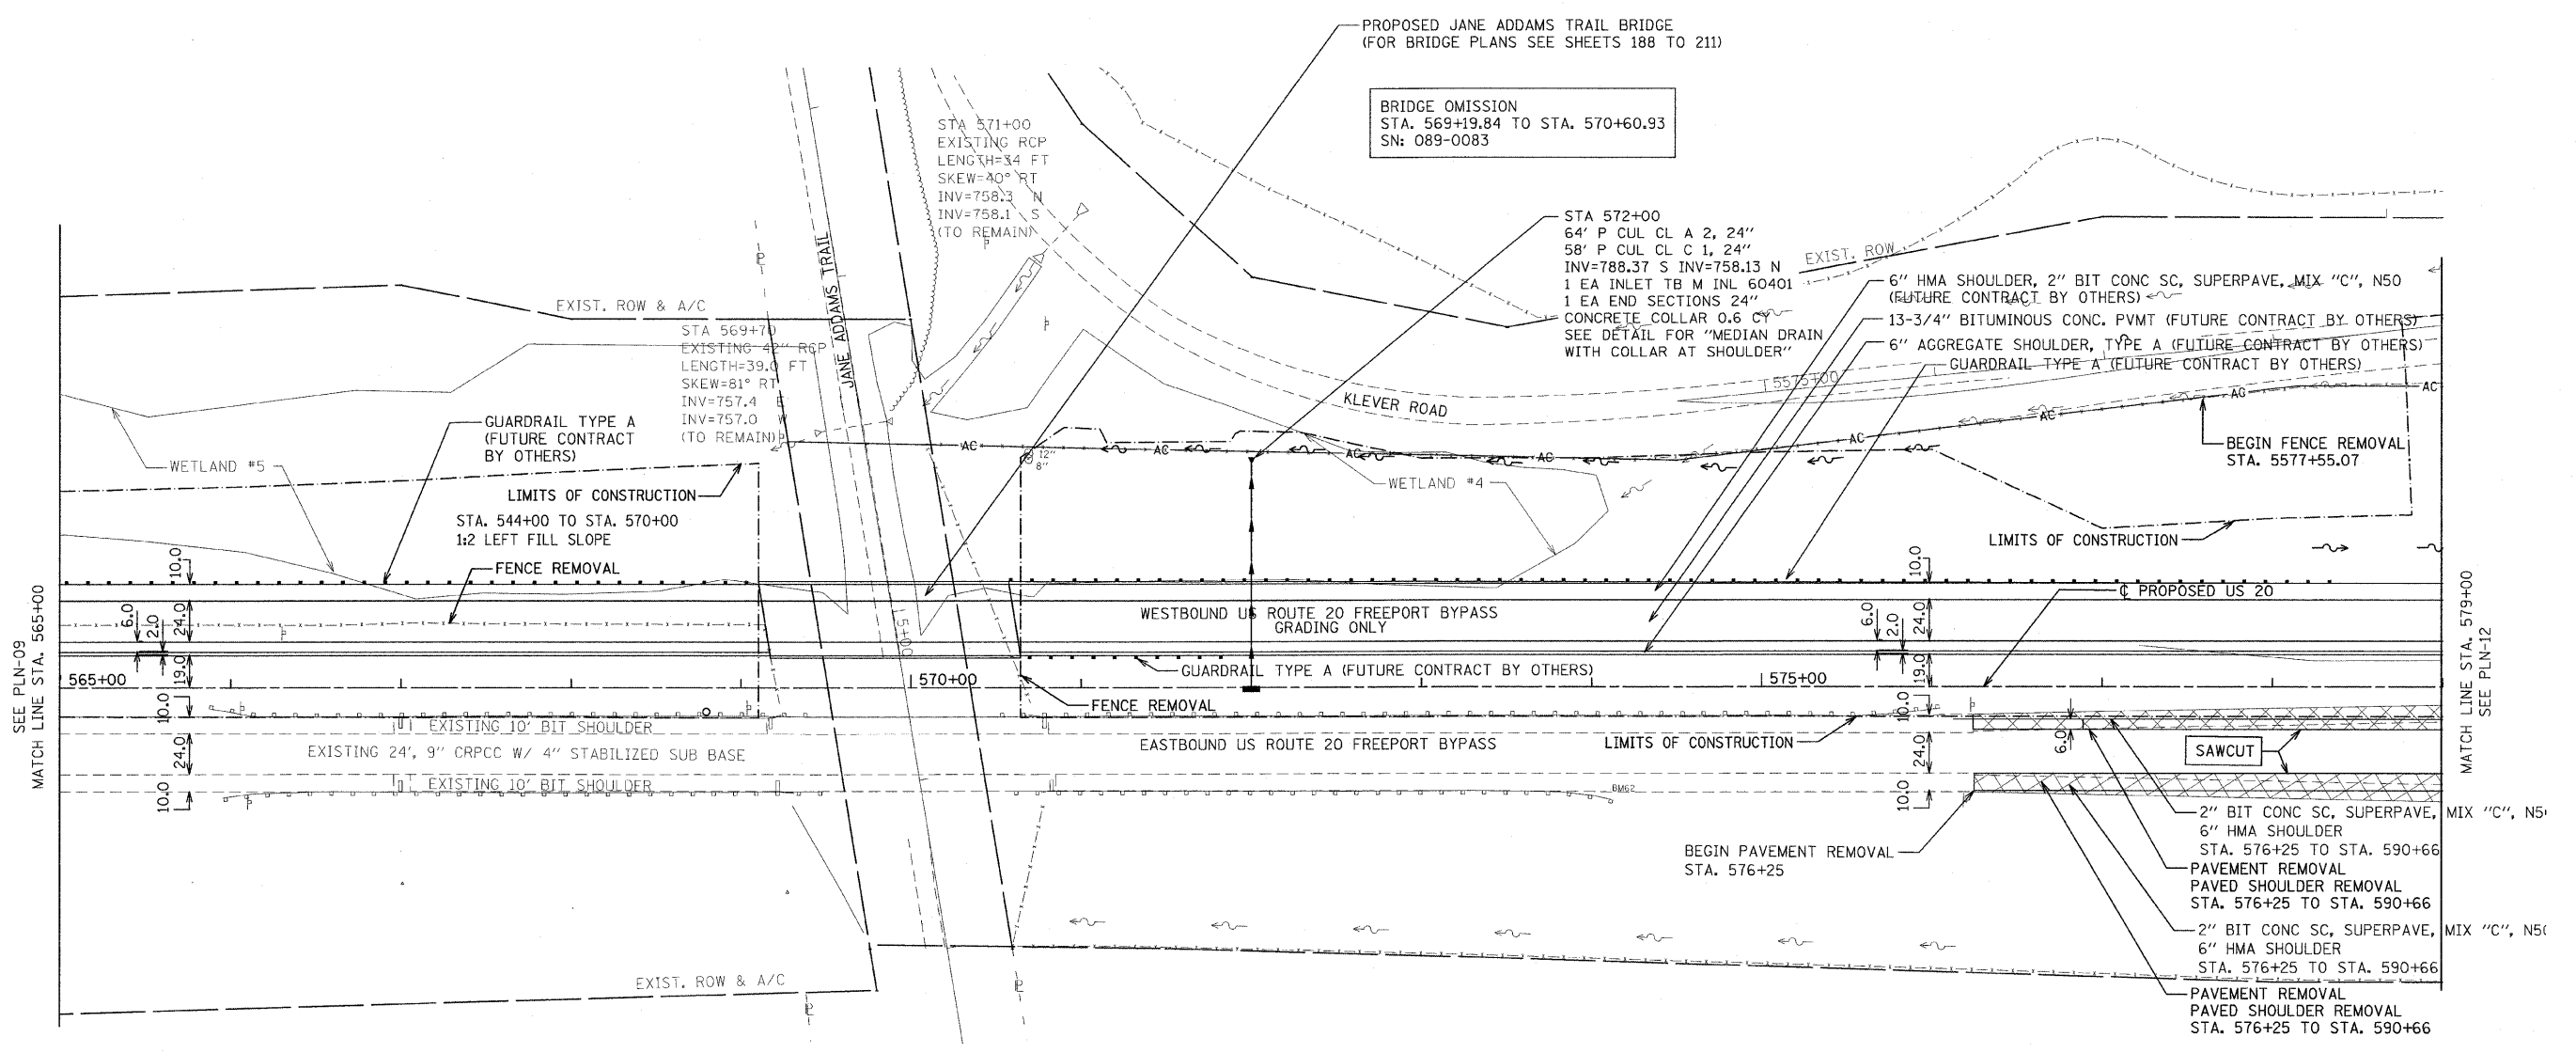 PROPOSED JANE ADDAMS TRAIL BRIDGE
(FOR BRIDGE PLANS SEE SHEETS 188 TO 211)
BRIDGE OMISSION
STA. 569+19.84 TO STA. 570+60.93
SN: 089-0083
STA 571+00
EXISTING RCP
LENGTH=34 FT
SKEW=40° RT
INV=758.3 N
INV=758.1 S
(TO REMAIN)
STA 572+00
64' P CUL CL A 2, 24"
58' P CUL CL C 1, 24"
INV=788.37 S INV=758.13 N
1 EA INLET TB M INL 60401
1 EA END SECTIONS 24"
CONCRETE COLLAR 0.6 CY
SEE DETAIL FOR "MEDIAN DRAIN
WITH COLLAR AT SHOULDER"
EXIST. ROW
6" HMA SHOULDER, 2" BIT CONC SC, SUPERPAVE, MIX "C", N50
(FUTURE CONTRACT BY OTHERS)
13-3/4" BITUMINOUS CONC. PVMT (FUTURE CONTRACT BY OTHERS)
6" AGGREGATE SHOULDER, TYPE A (FUTURE CONTRACT BY OTHERS)
GUARDRAIL TYPE A (FUTURE CONTRACT BY OTHERS)
5575+00
EXIST. ROW & A/C
JANE ADDAMS TRAIL
STA 569+70
EXISTING 42" RCP
LENGTH=39.0 FT
SKEW=81° RT
INV=757.4 E
INV=757.0 W
(TO REMAIN)
KLEVER ROAD
GUARDRAIL TYPE A
(FUTURE CONTRACT
BY OTHERS)
WETLAND #5
LIMITS OF CONSTRUCTION
STA. 544+00 TO STA. 570+00
1:2 LEFT FILL SLOPE
FENCE REMOVAL
AC AC AC AC AC AC AC
12"
8"
WETLAND #4
BEGIN FENCE REMOVAL
STA. 5577+55.07
LIMITS OF CONSTRUCTION
SEE PLN-09
MATCH LINE STA. 565+00
10.0
6.0
2.0
24.0
19.0
10.0
24.0
10.0
15+00
WESTBOUND US ROUTE 20 FREEPORT BYPASS
GRADING ONLY
GUARDRAIL TYPE A (FUTURE CONTRACT BY OTHERS)
℄ PROPOSED US 20
565+00
570+00
575+00
FENCE REMOVAL
EXISTING 10' BIT SHOULDER
EXISTING 24', 9" CRPCC W/ 4" STABILIZED SUB BASE
EXISTING 10' BIT SHOULDER
EASTBOUND US ROUTE 20 FREEPORT BYPASS
LIMITS OF CONSTRUCTION
BM62
10.0
6.0
2.0
24.0
19.0
10.0
24.0
10.0
6.0
SAWCUT
MATCH LINE STA. 579+00
SEE PLN-12
BEGIN PAVEMENT REMOVAL
STA. 576+25
2" BIT CONC SC, SUPERPAVE, MIX "C", N5
6" HMA SHOULDER
STA. 576+25 TO STA. 590+66
PAVEMENT REMOVAL
PAVED SHOULDER REMOVAL
STA. 576+25 TO STA. 590+66
2" BIT CONC SC, SUPERPAVE, MIX "C", N50
6" HMA SHOULDER
STA. 576+25 TO STA. 590+66
PAVEMENT REMOVAL
PAVED SHOULDER REMOVAL
STA. 576+25 TO STA. 590+66
EXIST. ROW & A/C